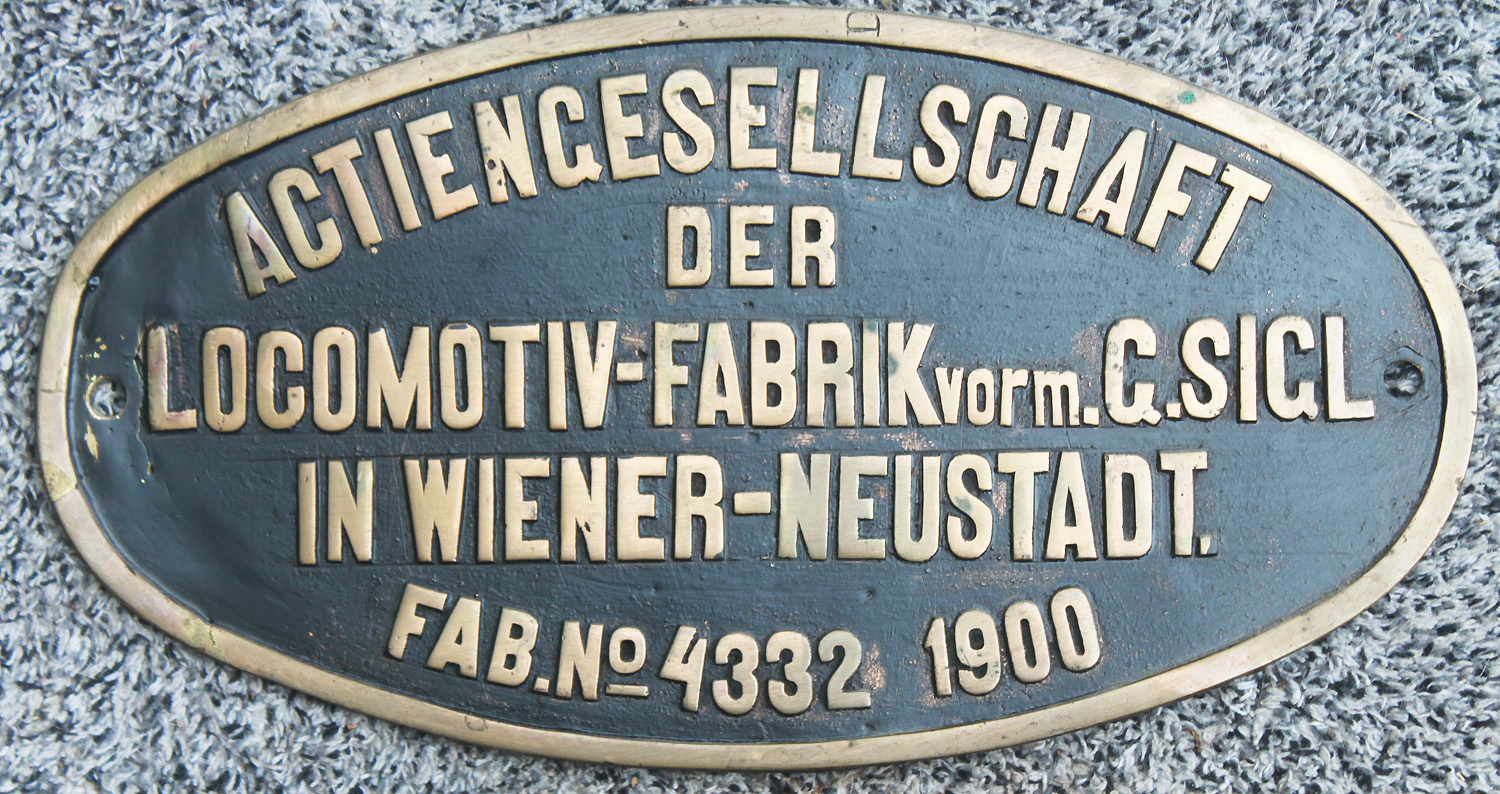 ACTIENGESELLSCHAFT
DER
LOCOMOTIV-FABRIK vorm. G. SIGL
IN WIENER-NEUSTADT.
FAB. No 4332 1900